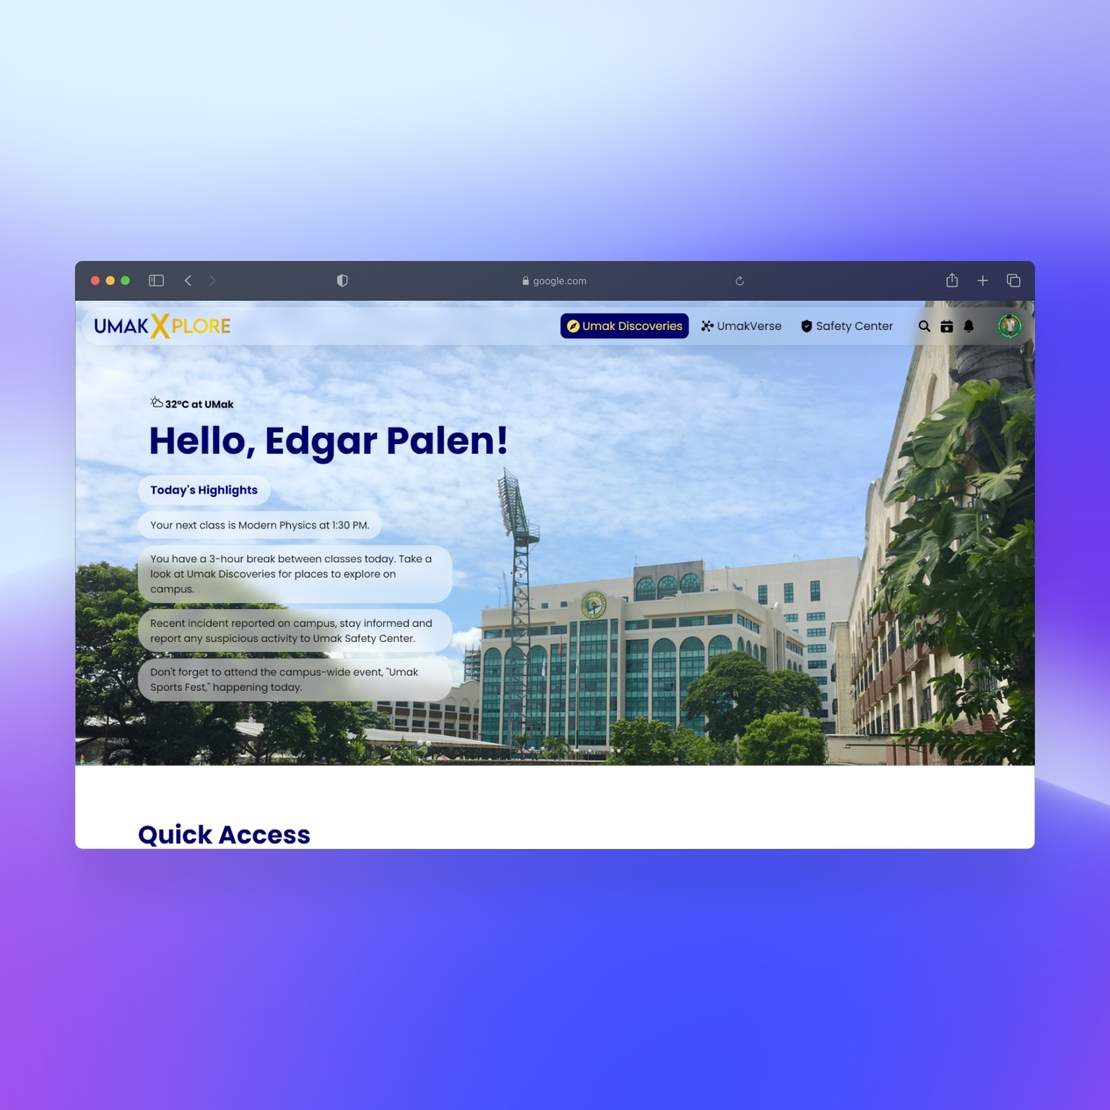 google.com
UMAK XPLORE
Umak Discoveries
UmakVerse
Safety Center
32°C at UMak
Hello, Edgar Palen!
Today's Highlights
Your next class is Modern Physics at 1:30 PM.
You have a 3-hour break between classes today. Take a
look at Umak Discoveries for places to explore on
campus.
Recent incident reported on campus, stay informed and
report any suspicious activity to Umak Safety Center.
Don't forget to attend the campus-wide event, "Umak
Sports Fest," happening today.
Quick Access